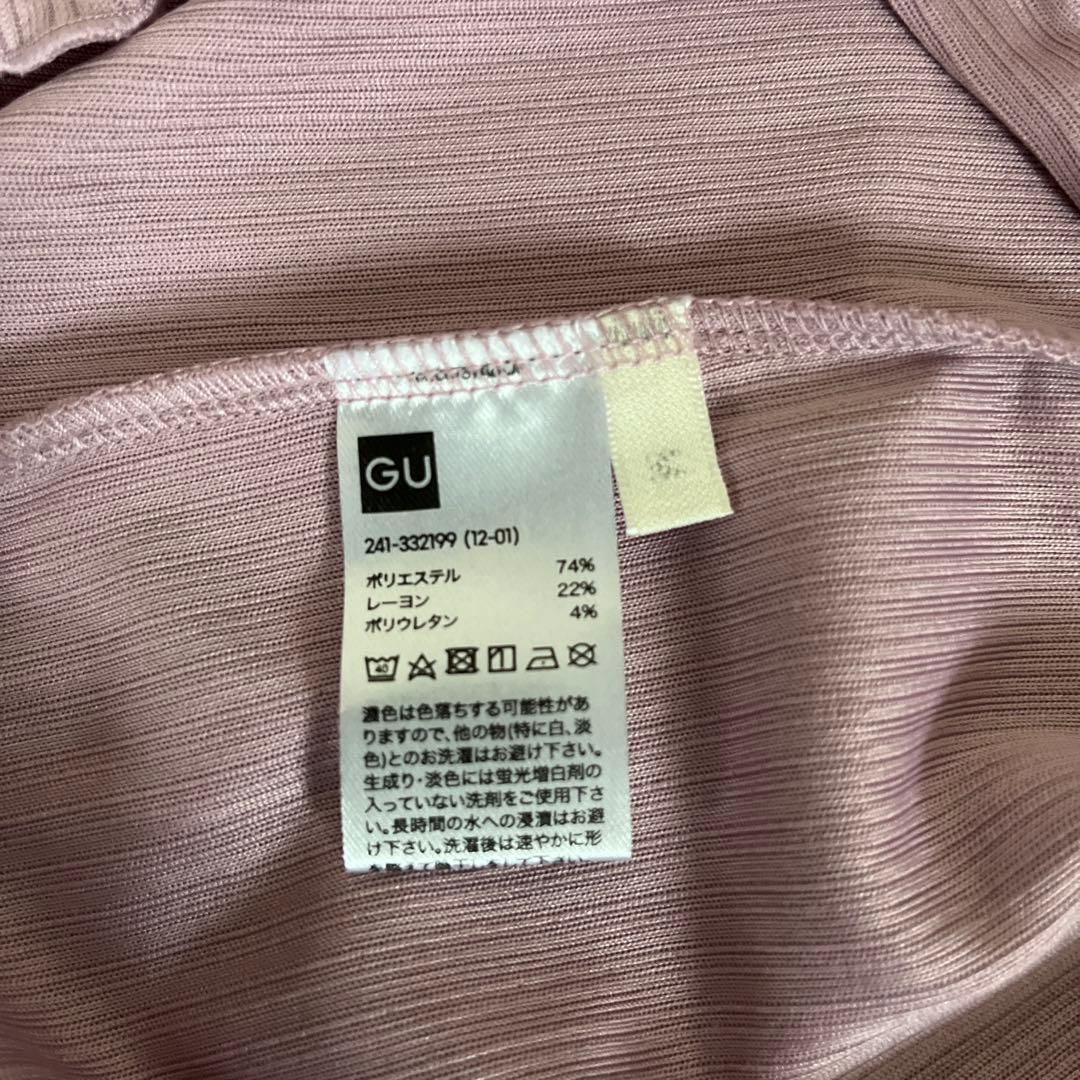 GU
241-332199 (12-01)
ポリエステル 74%
レーヨン 22%
ポリウレタン 4%
40
濃色は色落ちする可能性があ
りますので、他の物(特に白、淡
色)とのお洗濯はお避け下さい。
生成り・淡色には蛍光増白剤の
入っていない洗剤をご使用下さ
い。長時間の水への浸漬はお避
け下さい。洗濯後は速やかに形